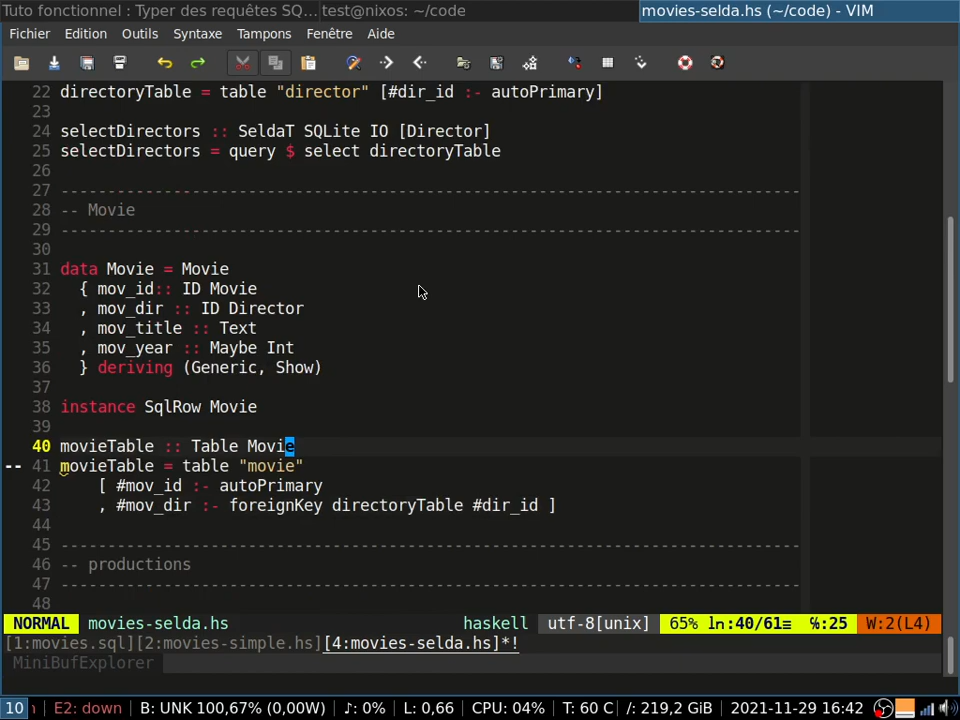 Tuto fonctionnel : Typer des requêtes SQ... test@nixos: ~/code movies-selda.hs (~/code) - VIM
Fichier Edition Outils Syntaxe Tampons Fenêtre Aide
22 directoryTable = table "director" [#dir_id :- autoPrimary]
23
24 selectDirectors :: SeldaT SQLite IO [Director]
25 selectDirectors = query $ select directoryTable
26
27 -------------------------------------------------------------------------------
28 -- Movie
29 -------------------------------------------------------------------------------
30
31 data Movie = Movie
32 { mov_id:: ID Movie
33 , mov_dir :: ID Director
34 , mov_title :: Text
35 , mov_year :: Maybe Int
36 } deriving (Generic, Show)
37
38 instance SqlRow Movie
39
40 movieTable :: Table Movie
-- 41 movieTable = table "movie"
42 [ #mov_id :- autoPrimary
43 , #mov_dir :- foreignKey directoryTable #dir_id ]
44
45 -------------------------------------------------------------------------------
46 -- productions
47 -------------------------------------------------------------------------------
48
NORMAL movies-selda.hs haskell utf-8[unix] 65% ln:40/61≡ ℅:25 W:2(L4)
[1:movies.sql][2:movies-simple.hs][4:movies-selda.hs]*!
MiniBufExplorer
10 E2: down | B: UNK 100,67% (0,00W) | ♪: 0% | L: 0,66 | CPU: 04% | T: 60 C | /: 219,2 GiB | 2021-11-29 16:42